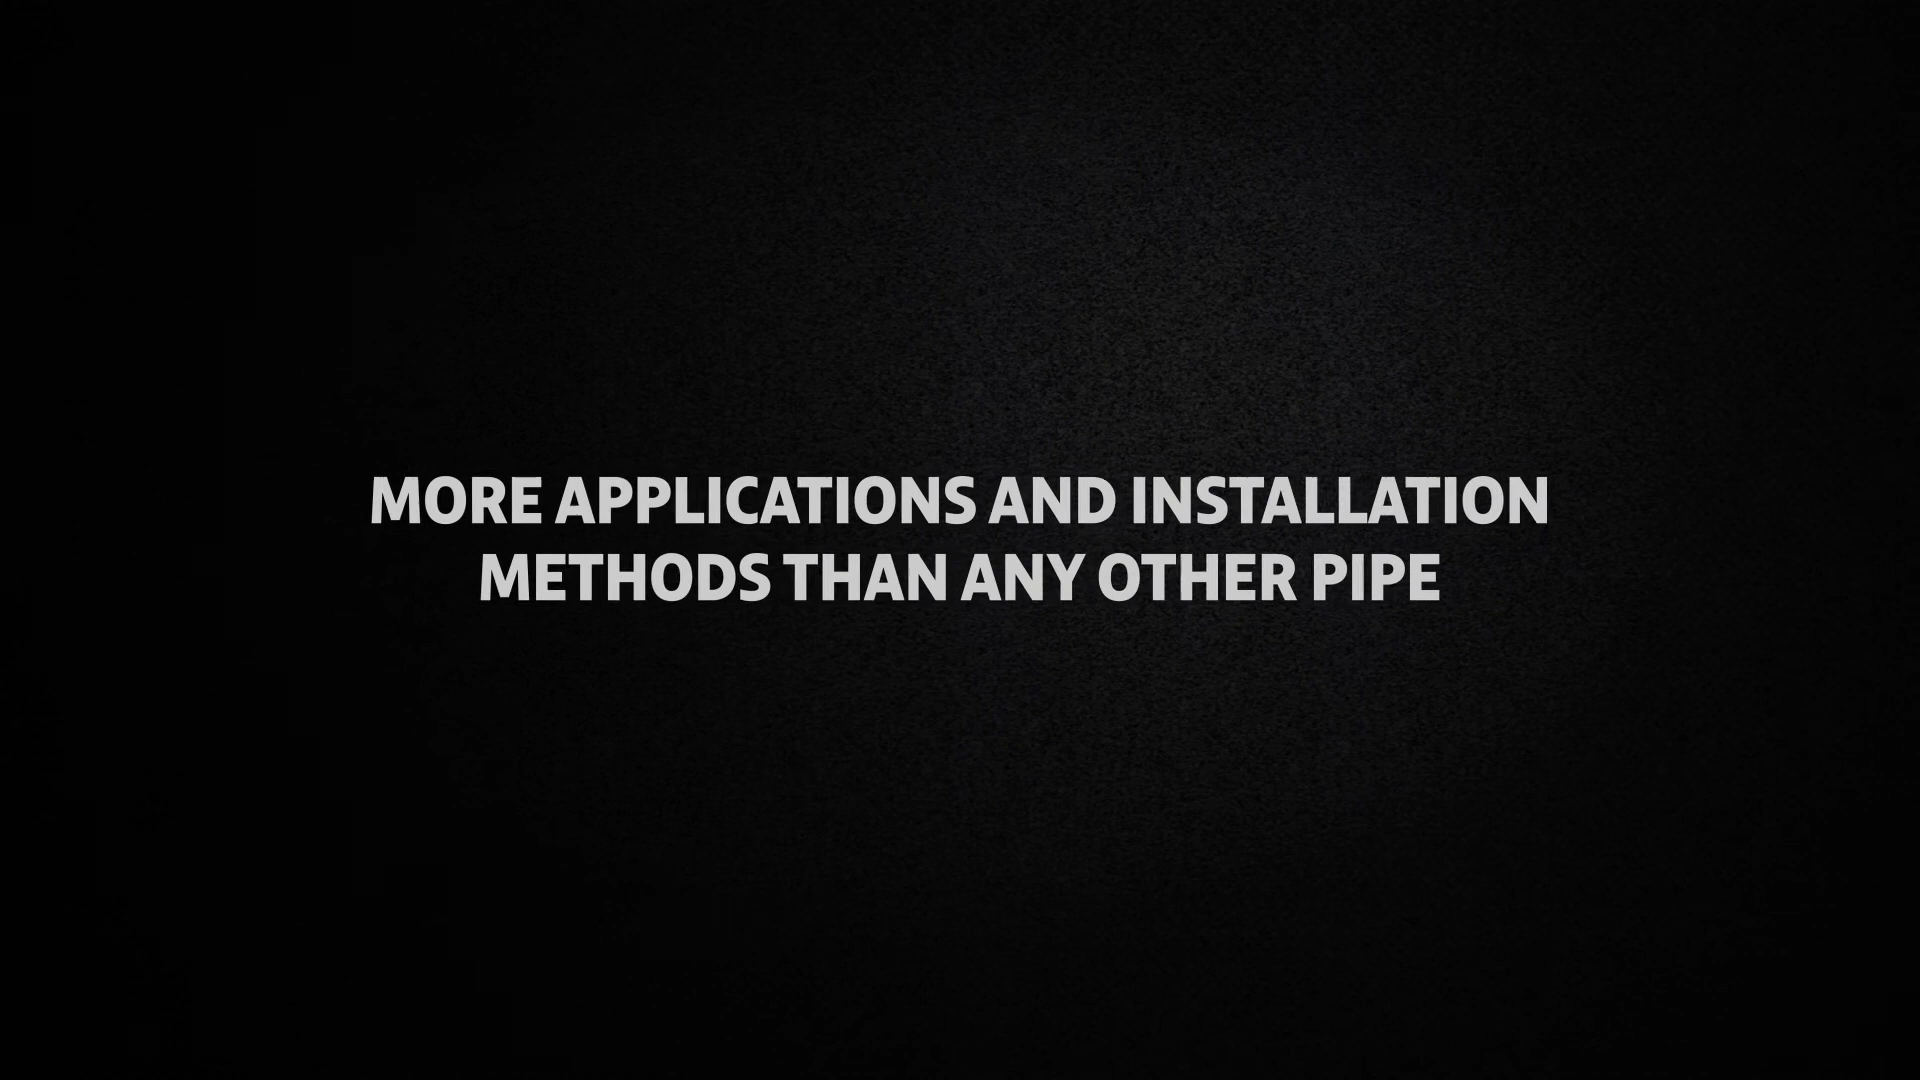 MORE APPLICATIONS AND INSTALLATION
METHODS THAN ANY OTHER PIPE